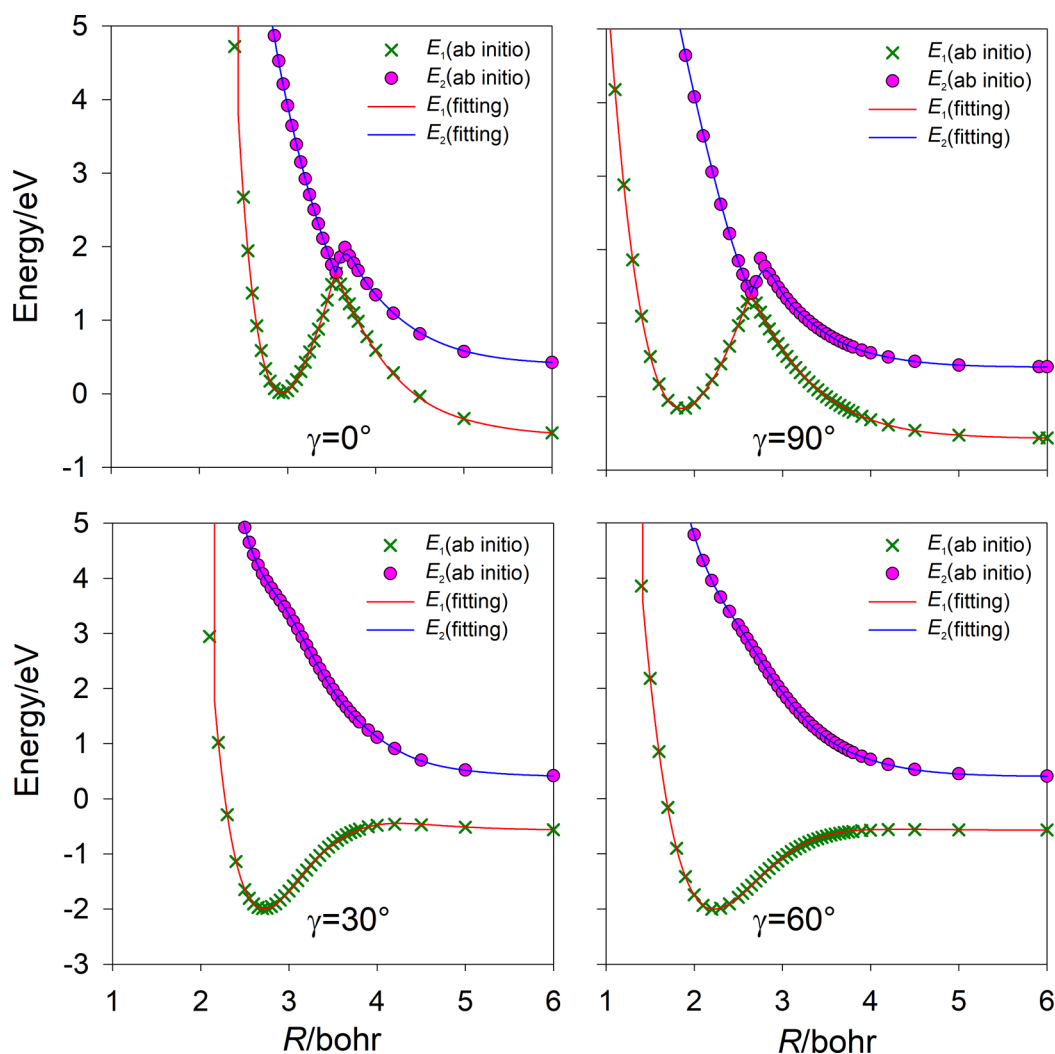 5
4
3
2
1
0
-1
Energy/eV
E₁(ab initio)
E₂(ab initio)
E₁(fitting)
E₂(fitting)
γ=0°
E₁(ab initio)
E₂(ab initio)
E₁(fitting)
E₂(fitting)
γ=90°
5
4
3
2
1
0
-1
-2
-3
Energy/eV
E₁(ab initio)
E₂(ab initio)
E₁(fitting)
E₂(fitting)
γ=30°
1 2 3 4 5 6
R/bohr
E₁(ab initio)
E₂(ab initio)
E₁(fitting)
E₂(fitting)
γ=60°
1 2 3 4 5 6
R/bohr